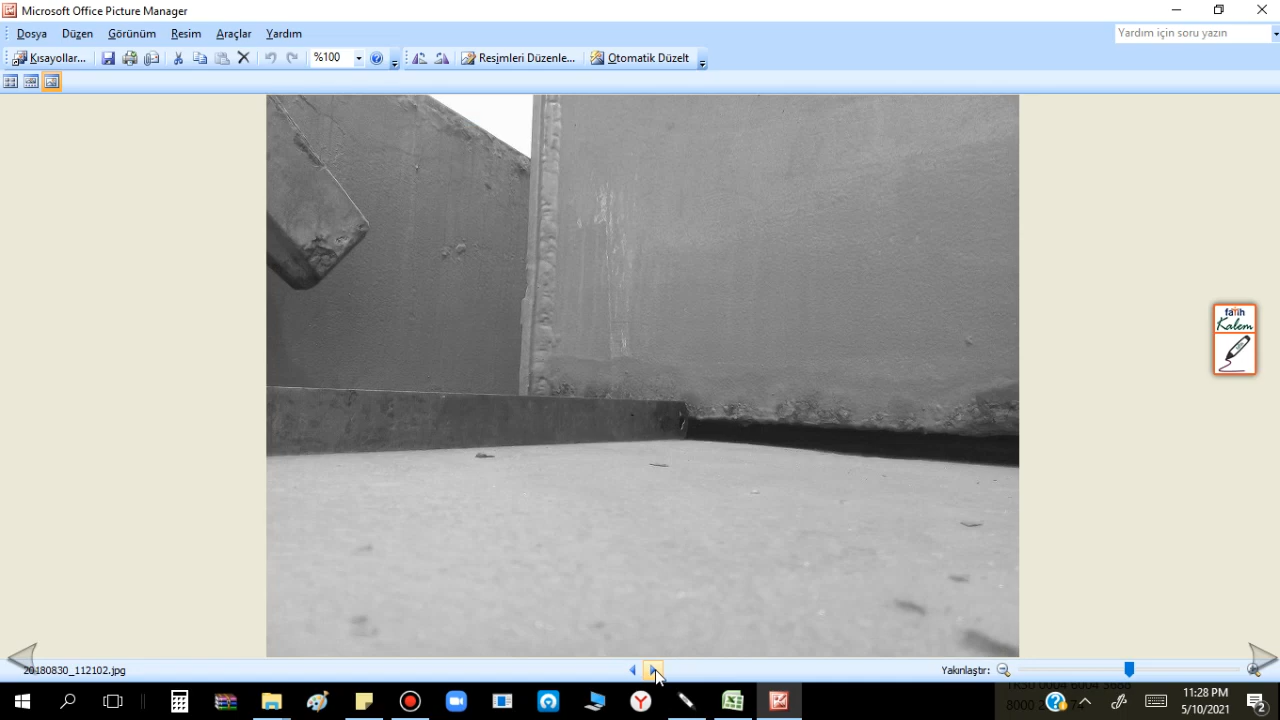 Microsoft Office Picture Manager
Dosya Düzen Görünüm Resim Araçlar Yardım
Yardım için soru yazın
Kısayollar... %100 Resimleri Düzenle... Otomatik Düzelt
fatih
Kalem
20180830_112102.jpg
Yakınlaştır:
11:28 PM
5/10/2021
2